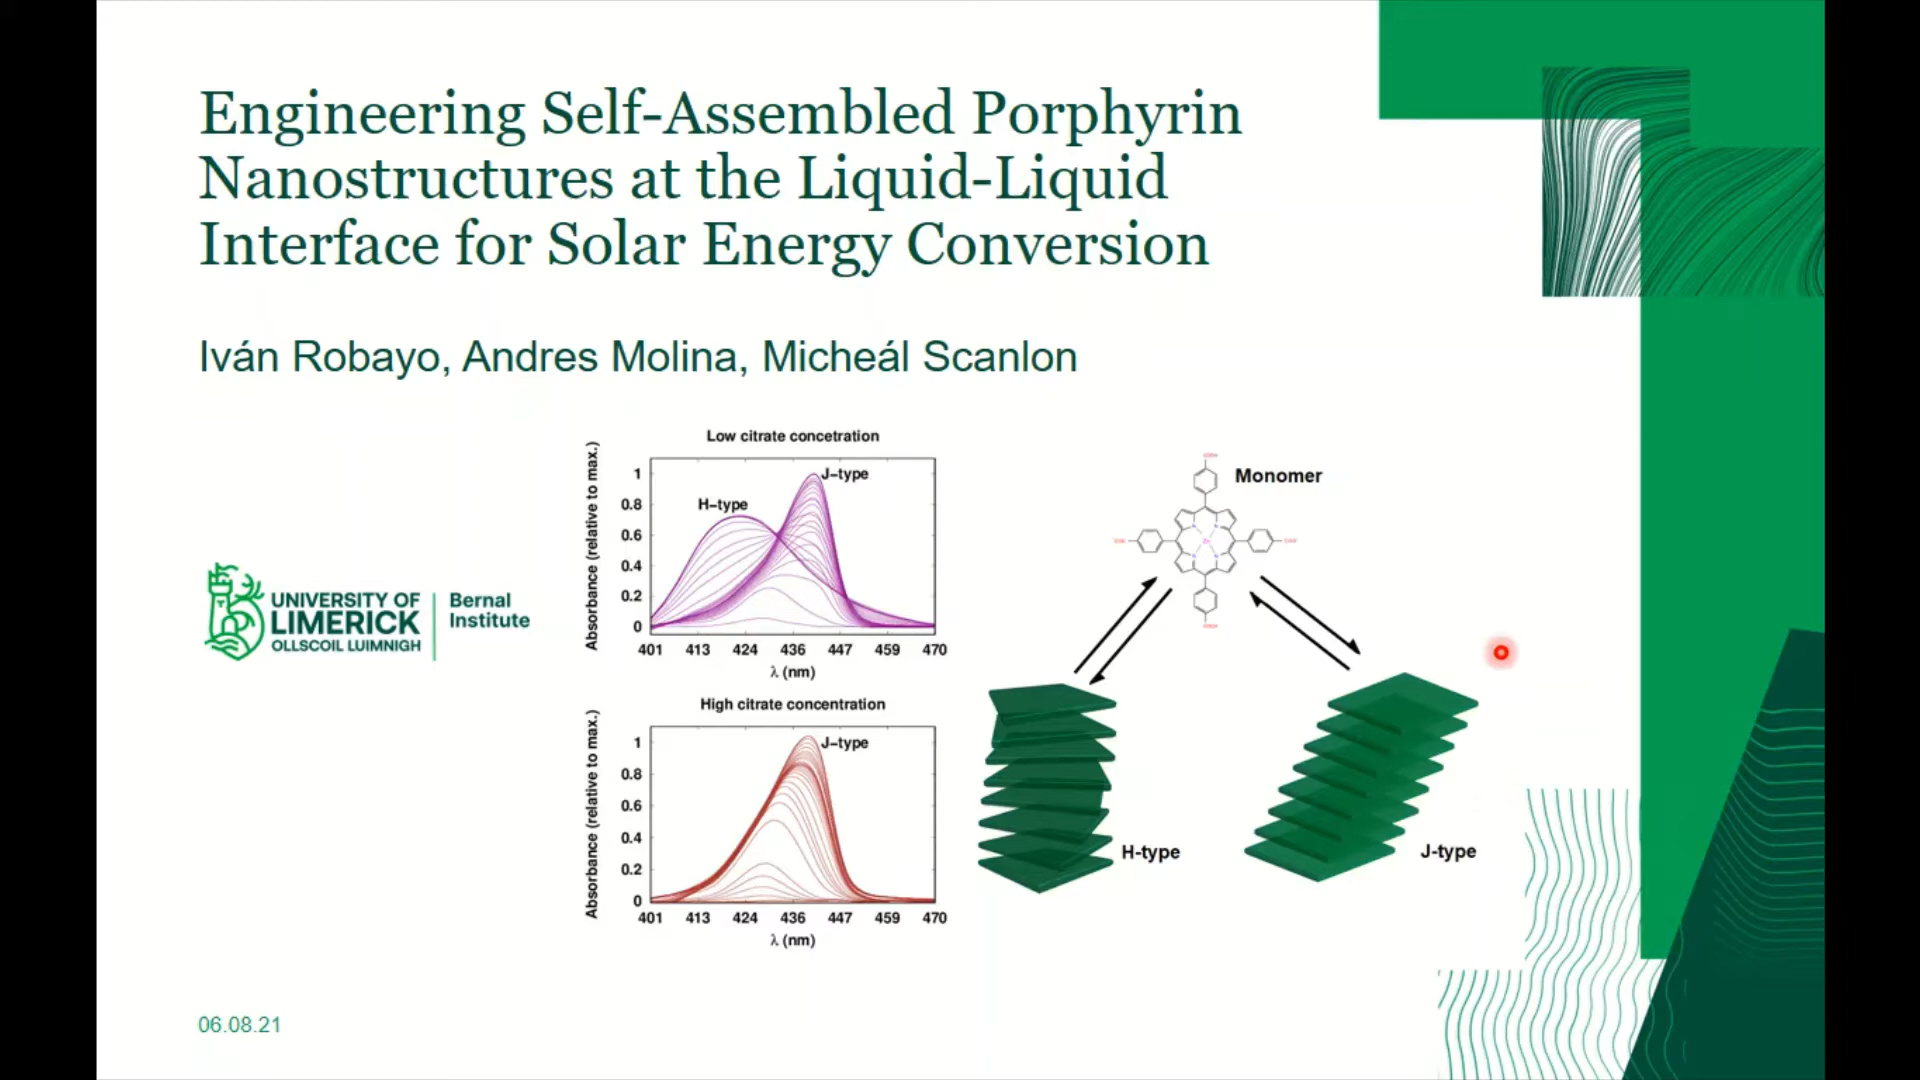 Engineering Self-Assembled Porphyrin
Nanostructures at the Liquid-Liquid
Interface for Solar Energy Conversion
Iván Robayo, Andres Molina, Micheál Scanlon
UNIVERSITY OF
LIMERICK
OLLSCOIL LUIMNIGH
Bernal
Institute
Low citrate concetration
Absorbance (relative to max.)
1
0.8
0.6
0.4
0.2
0
H-type
J-type
401 413 424 436 447 459 470
λ (nm)
High citrate concentration
Absorbance (relative to max.)
1
0.8
0.6
0.4
0.2
0
J-type
401 413 424 436 447 459 470
λ (nm)
Monomer
H-type
J-type
06.08.21